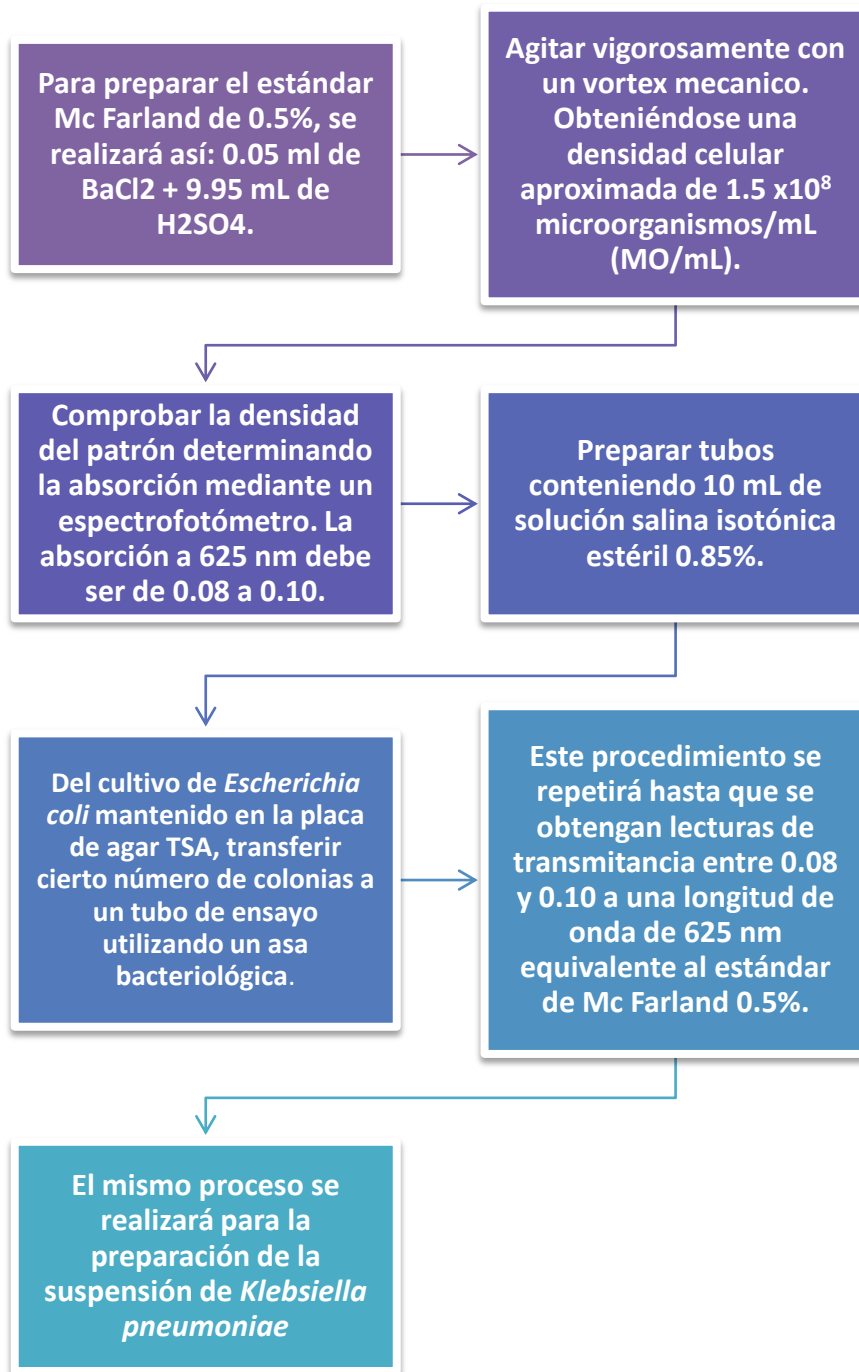 Para preparar el estándar
Mc Farland de 0.5%, se
realizará así: 0.05 ml de
BaCl2 + 9.95 mL de
H2SO4.
Agitar vigorosamente con
un vortex mecanico.
Obteniéndose una
densidad celular
aproximada de 1.5 x10⁸
microorganismos/mL
(MO/mL).
Comprobar la densidad
del patrón determinando
la absorción mediante un
espectrofotómetro. La
absorción a 625 nm debe
ser de 0.08 a 0.10.
Preparar tubos
conteniendo 10 mL de
solución salina isotónica
estéril 0.85%.
Del cultivo de Escherichia
coli mantenido en la placa
de agar TSA, transferir
cierto número de colonias a
un tubo de ensayo
utilizando un asa
bacteriológica.
Este procedimiento se
repetirá hasta que se
obtengan lecturas de
transmitancia entre 0.08
y 0.10 a una longitud de
onda de 625 nm
equivalente al estándar
de Mc Farland 0.5%.
El mismo proceso se
realizará para la
preparación de la
suspensión de Klebsiella
pneumoniae